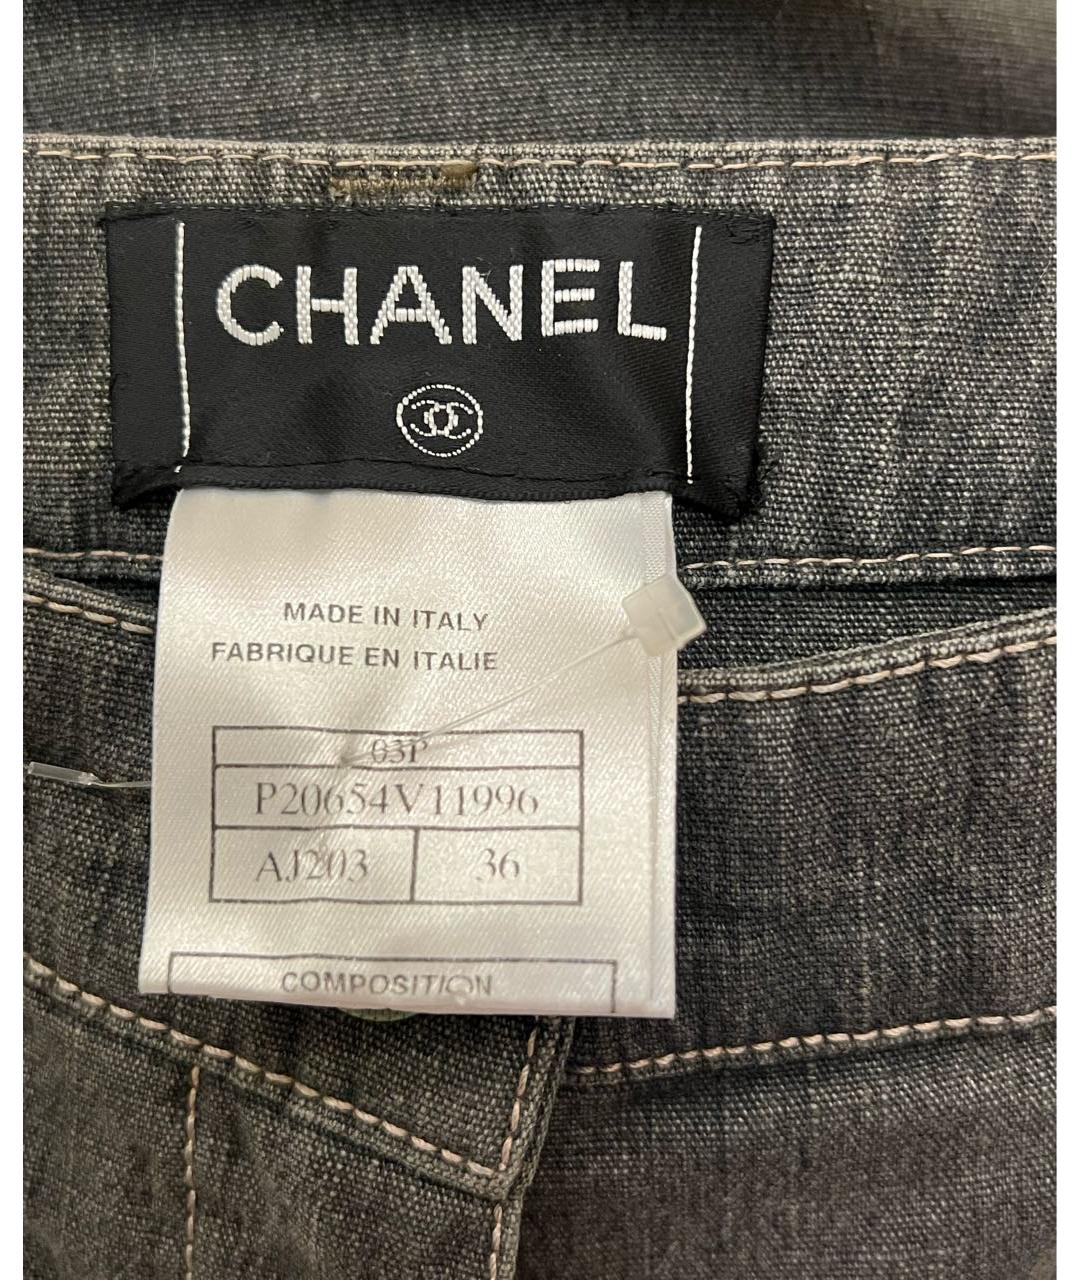 CHANEL
MADE IN ITALY
FABRIQUE EN ITALIE
03P
P20654V11996
AJ203 36
COMPOSITION